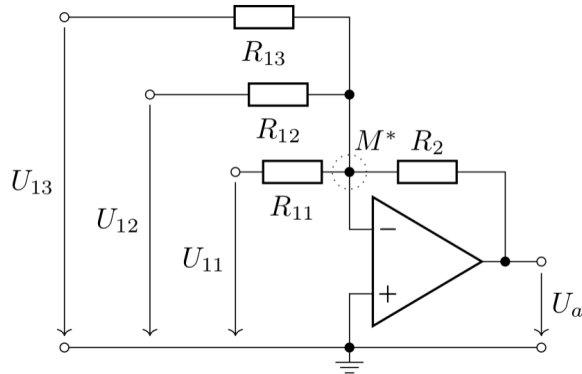 R₁₃
R₁₂
M* R₂
R₁₁
U₁₃
U₁₂
U₁₁
−
+
Uₐ